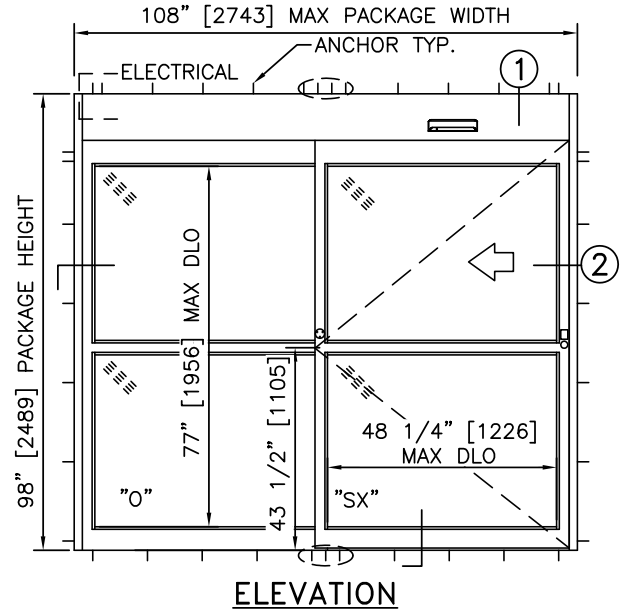 108" [2743] MAX PACKAGE WIDTH
ANCHOR TYP.
ELECTRICAL
1
98" [2489] PACKAGE HEIGHT
77" [1956] MAX DLO
2
43 1/2" [1105]
48 1/4" [1226]
MAX DLO
"O"
"SX"
ELEVATION